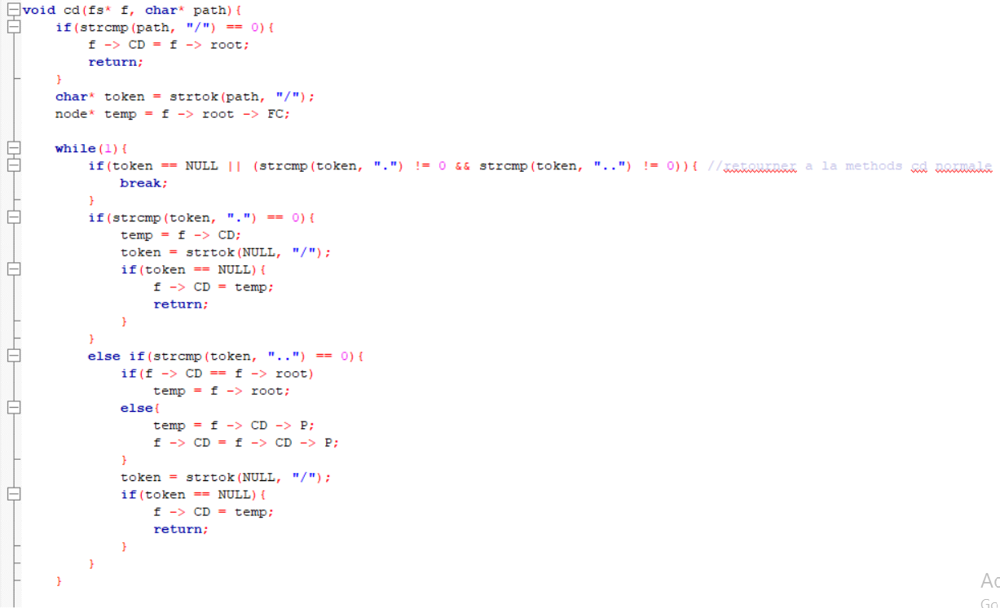 void cd(fs* f, char* path){
if(strcmp(path, "/") == 0){
f -> CD = f -> root;
return;
}
char* token = strtok(path, "/");
node* temp = f -> root -> FC;
while(1){
if(token == NULL || (strcmp(token, ".") != 0 && strcmp(token, "..") != 0)){ //retourner a la methods cd normale
break;
}
if(strcmp(token, ".") == 0){
temp = f -> CD;
token = strtok(NULL, "/");
if(token == NULL){
f -> CD = temp;
return;
}
}
else if(strcmp(token, "..") == 0){
if(f -> CD == f -> root)
temp = f -> root;
else{
temp = f -> CD -> P;
f -> CD = f -> CD -> P;
}
token = strtok(NULL, "/");
if(token == NULL){
f -> CD = temp;
return;
}
}
}